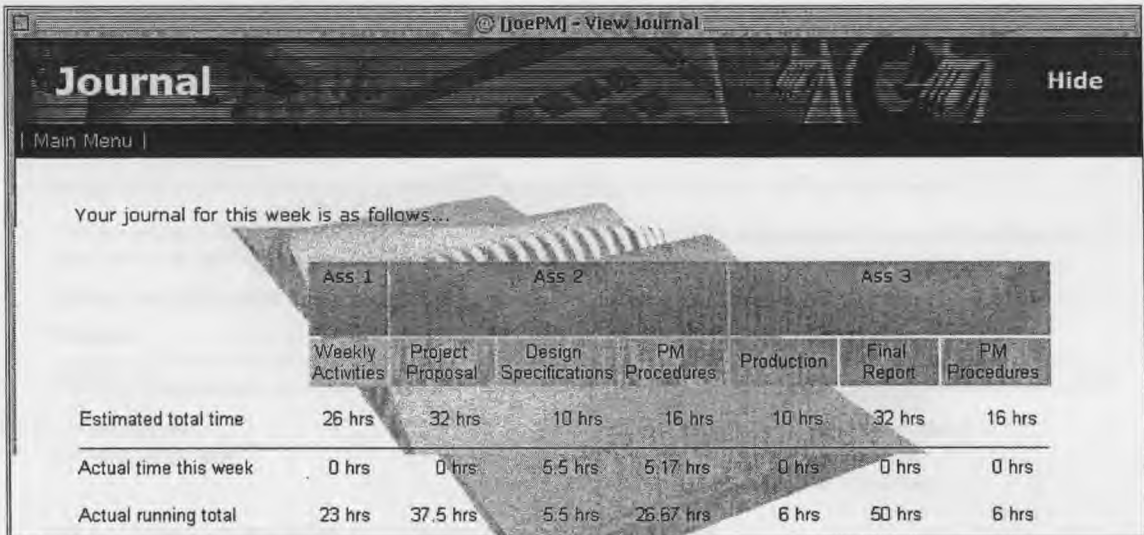 @ [joePM] - View Journal
Journal Hide
| Main Menu |
Your journal for this week is as follows...
Ass 1 Ass 2 Ass 3
Weekly Activities Project Proposal Design Specifications PM Procedures Production Final Report PM Procedures
Estimated total time 26 hrs 32 hrs 10 hrs 16 hrs 10 hrs 32 hrs 16 hrs
Actual time this week 0 hrs 0 hrs 5.5 hrs 5.17 hrs 0 hrs 0 hrs 0 hrs
Actual running total 23 hrs 37.5 hrs 5.5 hrs 26.67 hrs 6 hrs 50 hrs 6 hrs